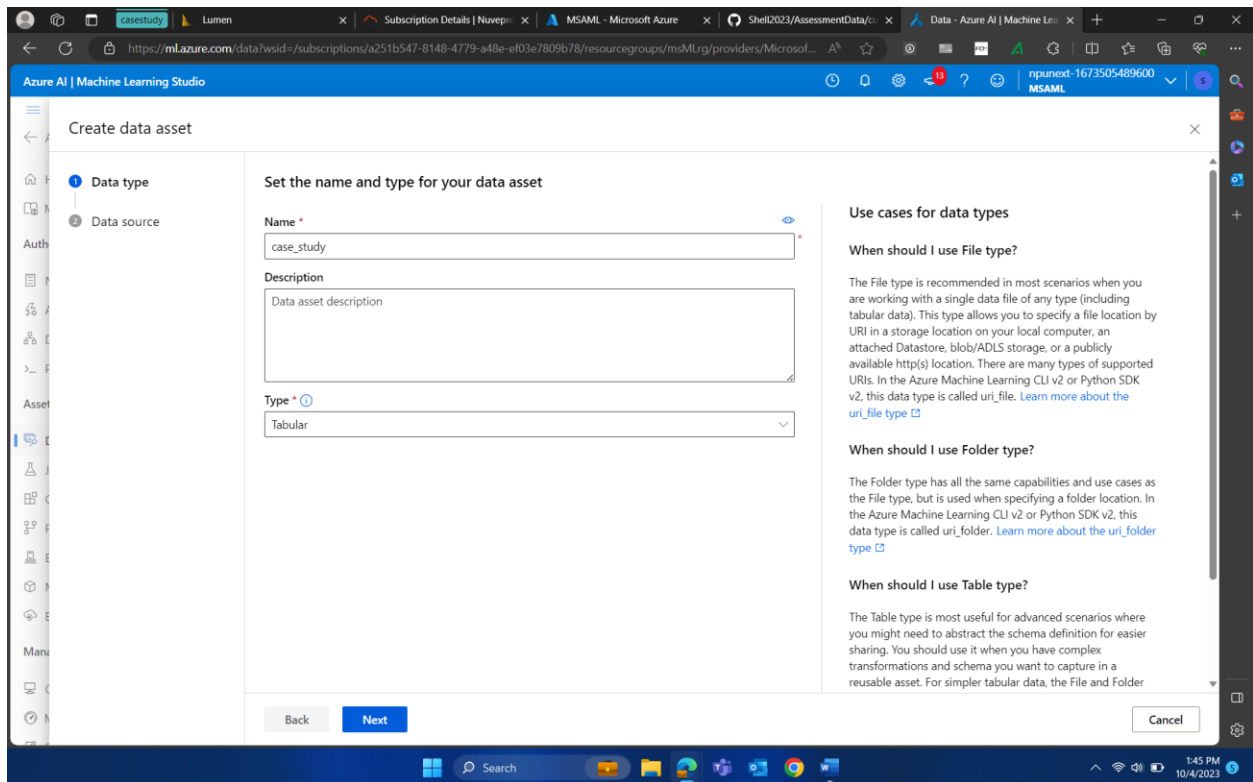 casestudy
Lumen
Subscription Details | Nuvepro
MSAML - Microsoft Azure
Shell2023/AssessmentData/cu
Data - Azure AI | Machine Lea
https://ml.azure.com/data?wsid=/subscriptions/a251b547-8148-4779-a48e-ef03e7809b78/resourcegroups/msMLrg/providers/Microsof...
Azure AI | Machine Learning Studio
13
npunext-1673505489600
MSAML
S
Create data asset
1 Data type
2 Data source
Auth
Asset
Mana
Set the name and type for your data asset
Name *
case_study
*
Description
Data asset description
Type *
Tabular
Use cases for data types
When should I use File type?
The File type is recommended in most scenarios when you
are working with a single data file of any type (including
tabular data). This type allows you to specify a file location by
URI in a storage location on your local computer, an
attached Datastore, blob/ADLS storage, or a publicly
available http(s) location. There are many types of supported
URIs. In the Azure Machine Learning CLI v2 or Python SDK
v2, this data type is called uri_file. Learn more about the
uri_file type
When should I use Folder type?
The Folder type has all the same capabilities and use cases as
the File type, but is used when specifying a folder location. In
the Azure Machine Learning CLI v2 or Python SDK v2, this
data type is called uri_folder. Learn more about the uri_folder
type
When should I use Table type?
The Table type is most useful for advanced scenarios where
you might need to abstract the schema definition for easier
sharing. You should use it when you have complex
transformations and schema you want to capture in a
reusable asset. For simpler tabular data, the File and Folder
Back
Next
Cancel
Search
1:45 PM
10/4/2023
5